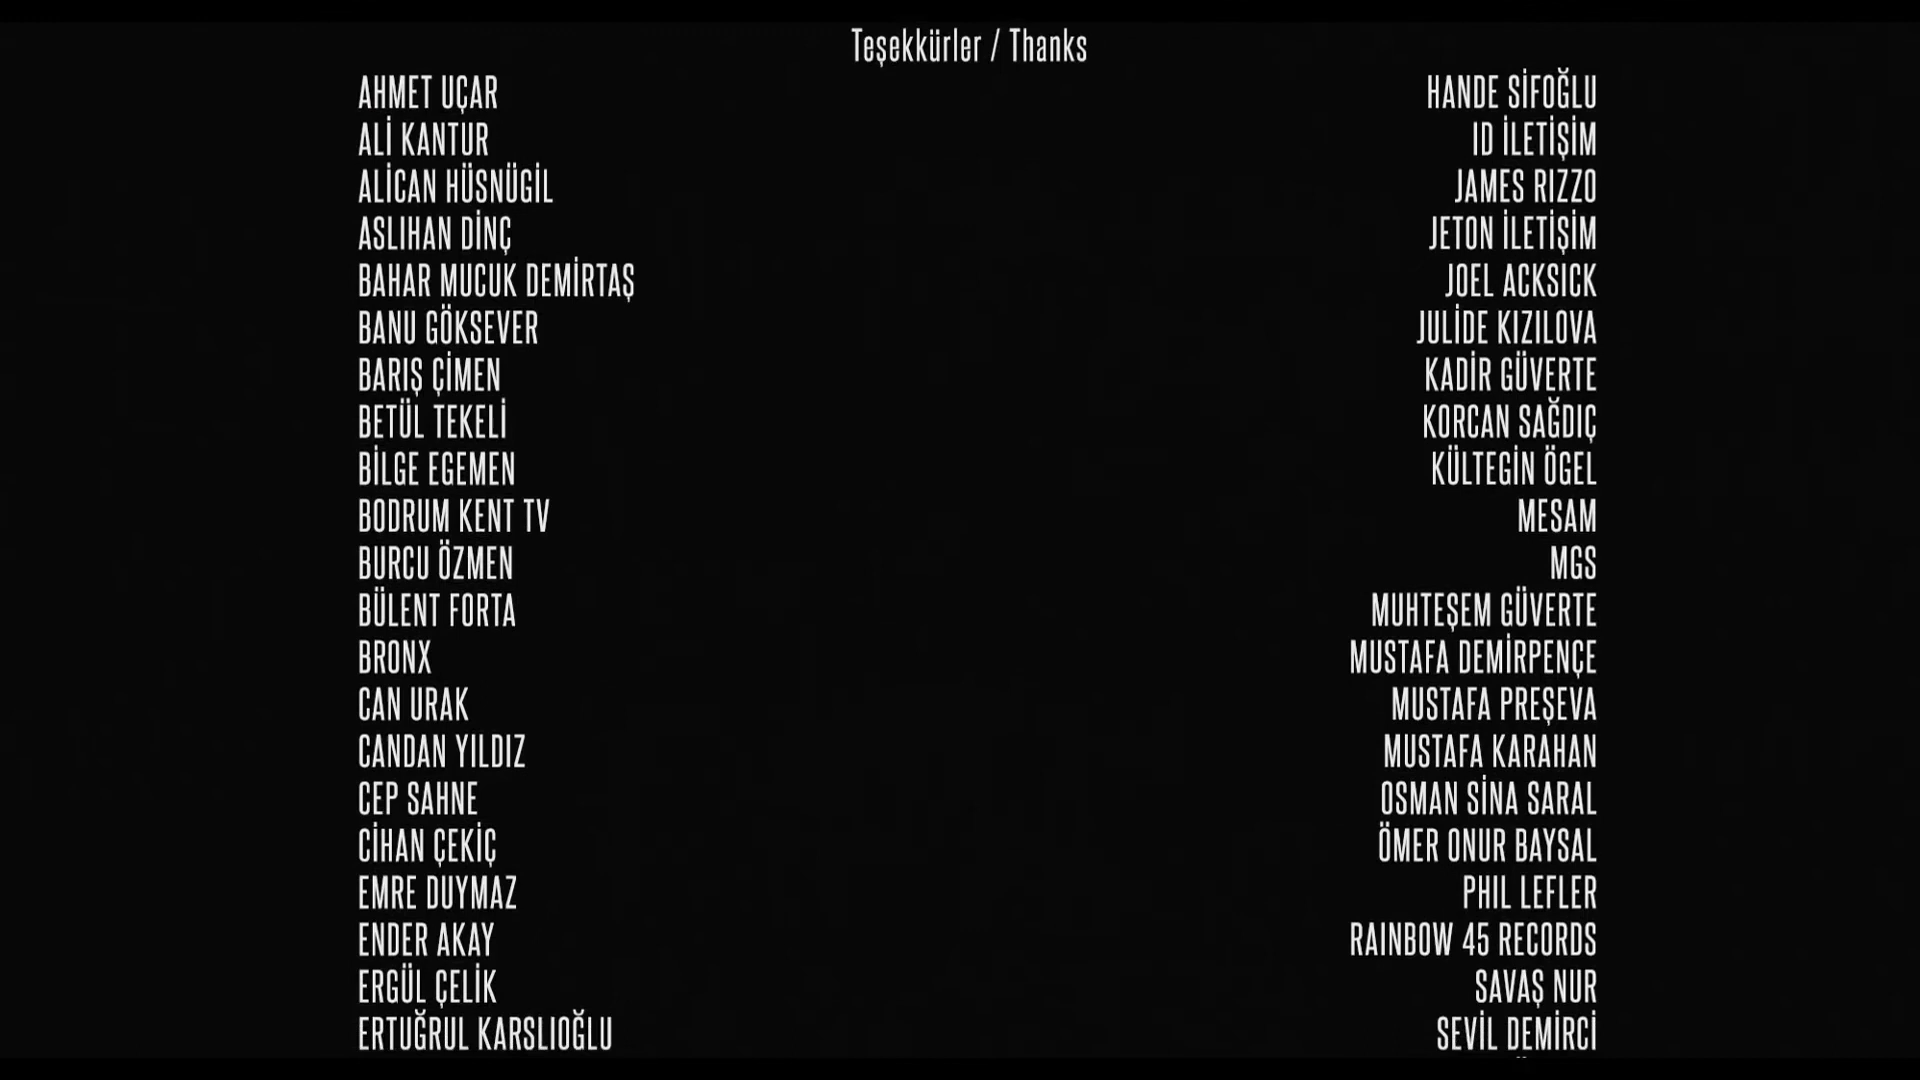 Teşekkürler / Thanks
AHMET UÇAR
ALİ KANTUR
ALİCAN HÜSNÜGİL
ASLIHAN DİNÇ
BAHAR MUCUK DEMİRTAŞ
BANU GÖKSEVER
BARIŞ ÇİMEN
BETÜL TEKELİ
BİLGE EGEMEN
BODRUM KENT TV
BURCU ÖZMEN
BÜLENT FORTA
BRONX
CAN URAK
CANDAN YILDIZ
CEP SAHNE
CİHAN ÇEKİÇ
EMRE DUYMAZ
ENDER AKAY
ERGÜL ÇELİK
ERTUĞRUL KARSLIOĞLU
HANDE SİFOĞLU
ID İLETİŞİM
JAMES RIZZO
JETON İLETİŞİM
JOEL ACKSICK
JULİDE KIZILOVA
KADİR GÜVERTE
KORCAN SAĞDIÇ
KÜLTEGİN ÖGEL
MESAM
MGS
MUHTEŞEM GÜVERTE
MUSTAFA DEMİRPENÇE
MUSTAFA PREŞEVA
MUSTAFA KARAHAN
OSMAN SİNA SARAL
ÖMER ONUR BAYSAL
PHIL LEFLER
RAINBOW 45 RECORDS
SAVAŞ NUR
SEVİL DEMİRCİ